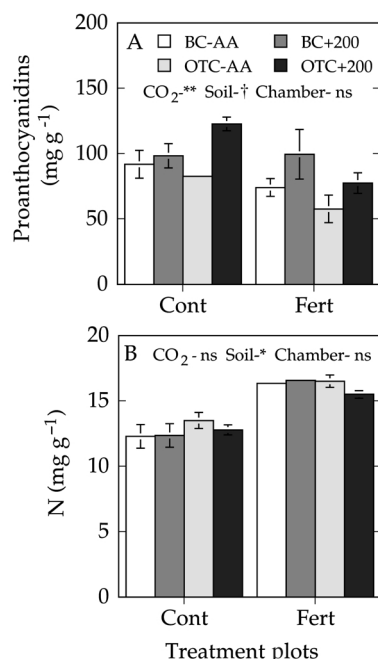 A
BC-AA BC+200
OTC-AA OTC+200
CO2-** Soil-† Chamber- ns
Proanthocyanidins
(mg g -1)
200
150
100
50
0
Cont Fert
B CO2 - ns Soil-* Chamber- ns
N (mg g−1)
20
15
10
5
0
Cont Fert
Treatment plots